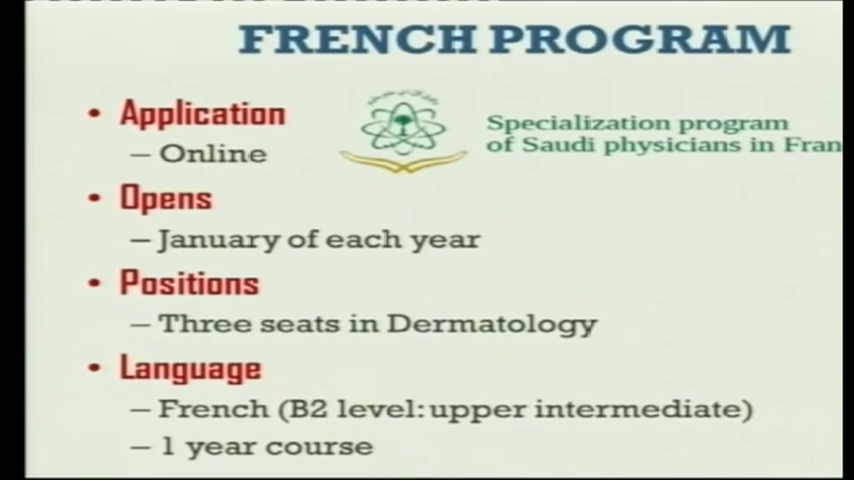 FRENCH PROGRAM
• Application
– Online
Specialization program
of Saudi physicians in Fran
• Opens
– January of each year
• Positions
– Three seats in Dermatology
• Language
– French (B2 level: upper intermediate)
– 1 year course